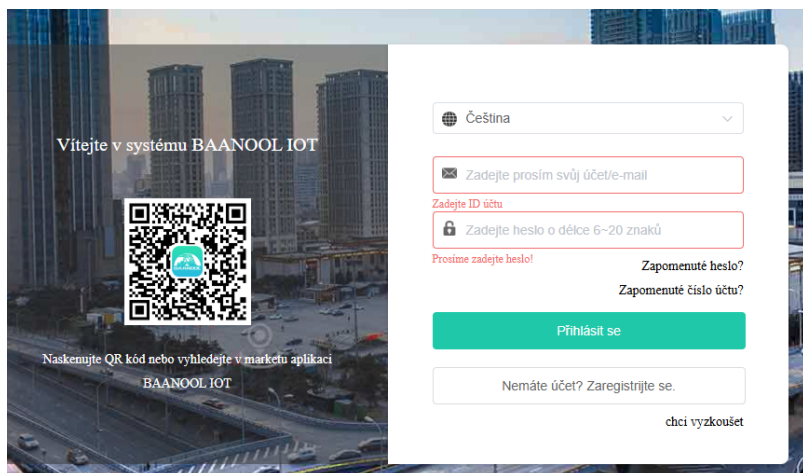 Vítejte v systému BAANOOL IOT
Naskenujte QR kód nebo vyhledejte v marketu aplikaci
BAANOOL IOT
Čeština
Zadejte prosím svůj účet/e-mail
Zadejte ID účtu
Zadejte heslo o délce 6~20 znaků
Prosíme zadejte heslo!
Zapomenuté heslo?
Zapomenuté číslo účtu?
Přihlásit se
Nemáte účet? Zaregistrijte se.
chci vyzkoušet